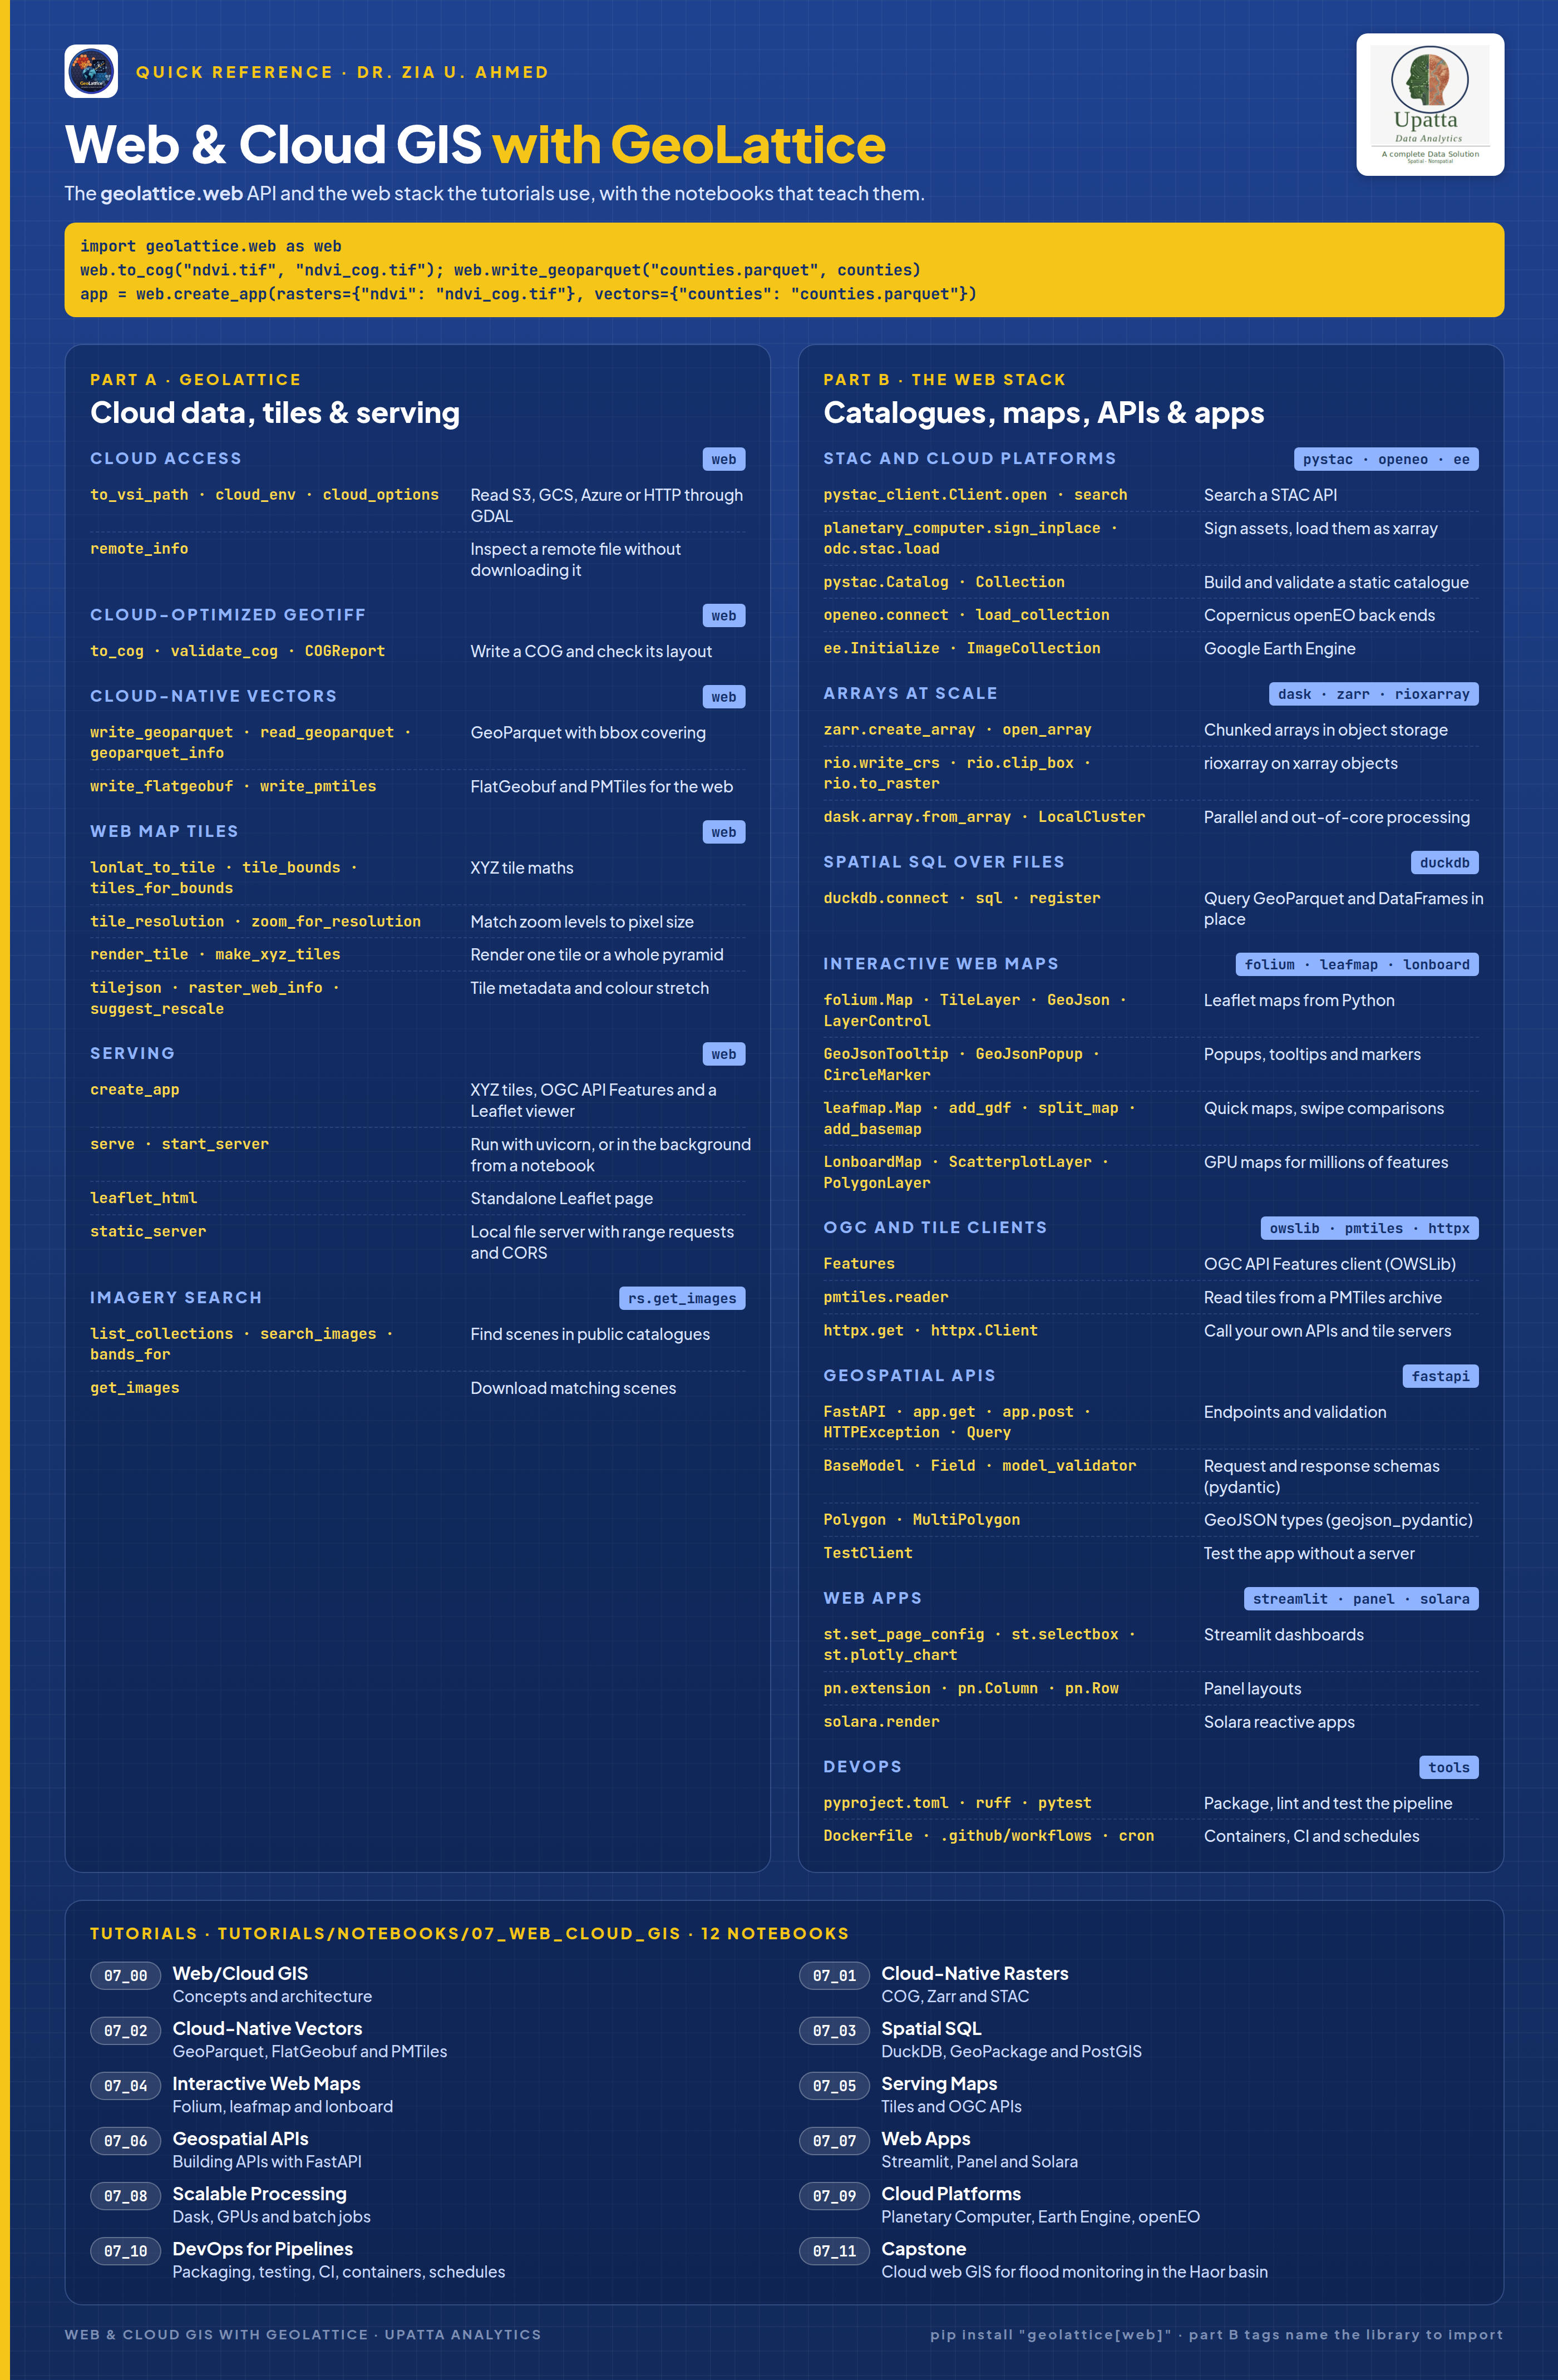 GeoLattice
QUICK REFERENCE · DR. ZIA U. AHMED
Upatta
Data Analytics
A complete Data Solution
Spatial - Nonspatial
Web & Cloud GIS with GeoLattice
The geolattice.web API and the web stack the tutorials use, with the notebooks that teach them.
import geolattice.web as web
web.to_cog("ndvi.tif", "ndvi_cog.tif"); web.write_geoparquet("counties.parquet", counties)
app = web.create_app(rasters={"ndvi": "ndvi_cog.tif"}, vectors={"counties": "counties.parquet"})
PART A · GEOLATTICE
Cloud data, tiles & serving
CLOUD ACCESS web
to_vsi_path · cloud_env · cloud_options Read S3, GCS, Azure or HTTP through
GDAL
remote_info Inspect a remote file without
downloading it
CLOUD-OPTIMIZED GEOTIFF web
to_cog · validate_cog · COGReport Write a COG and check its layout
CLOUD-NATIVE VECTORS web
write_geoparquet · read_geoparquet · GeoParquet with bbox covering
geoparquet_info
write_flatgeobuf · write_pmtiles FlatGeobuf and PMTiles for the web
WEB MAP TILES web
lonlat_to_tile · tile_bounds · XYZ tile maths
tiles_for_bounds
tile_resolution · zoom_for_resolution Match zoom levels to pixel size
render_tile · make_xyz_tiles Render one tile or a whole pyramid
tilejson · raster_web_info · Tile metadata and colour stretch
suggest_rescale
SERVING web
create_app XYZ tiles, OGC API Features and a
Leaflet viewer
serve · start_server Run with uvicorn, or in the background
from a notebook
leaflet_html Standalone Leaflet page
static_server Local file server with range requests
and CORS
IMAGERY SEARCH rs.get_images
list_collections · search_images · Find scenes in public catalogues
bands_for
get_images Download matching scenes
PART B · THE WEB STACK
Catalogues, maps, APIs & apps
STAC AND CLOUD PLATFORMS pystac · openeo · ee
pystac_client.Client.open · search Search a STAC API
planetary_computer.sign_inplace · Sign assets, load them as xarray
odc.stac.load
pystac.Catalog · Collection Build and validate a static catalogue
openeo.connect · load_collection Copernicus openEO back ends
ee.Initialize · ImageCollection Google Earth Engine
ARRAYS AT SCALE dask · zarr · rioxarray
zarr.create_array · open_array Chunked arrays in object storage
rio.write_crs · rio.clip_box · rioxarray on xarray objects
rio.to_raster
dask.array.from_array · LocalCluster Parallel and out-of-core processing
SPATIAL SQL OVER FILES duckdb
duckdb.connect · sql · register Query GeoParquet and DataFrames in
place
INTERACTIVE WEB MAPS folium · leafmap · lonboard
folium.Map · TileLayer · GeoJson · Leaflet maps from Python
LayerControl
GeoJsonTooltip · GeoJsonPopup · Popups, tooltips and markers
CircleMarker
leafmap.Map · add_gdf · split_map · Quick maps, swipe comparisons
add_basemap
LonboardMap · ScatterplotLayer · GPU maps for millions of features
PolygonLayer
OGC AND TILE CLIENTS owslib · pmtiles · httpx
Features OGC API Features client (OWSLib)
pmtiles.reader Read tiles from a PMTiles archive
httpx.get · httpx.Client Call your own APIs and tile servers
GEOSPATIAL APIS fastapi
FastAPI · app.get · app.post · Endpoints and validation
HTTPException · Query
BaseModel · Field · model_validator Request and response schemas
(pydantic)
Polygon · MultiPolygon GeoJSON types (geojson_pydantic)
TestClient Test the app without a server
WEB APPS streamlit · panel · solara
st.set_page_config · st.selectbox · Streamlit dashboards
st.plotly_chart
pn.extension · pn.Column · pn.Row Panel layouts
solara.render Solara reactive apps
DEVOPS tools
pyproject.toml · ruff · pytest Package, lint and test the pipeline
Dockerfile · .github/workflows · cron Containers, CI and schedules
TUTORIALS · TUTORIALS/NOTEBOOKS/07_WEB_CLOUD_GIS · 12 NOTEBOOKS
07_00 Web/Cloud GIS
Concepts and architecture
07_01 Cloud-Native Rasters
COG, Zarr and STAC
07_02 Cloud-Native Vectors
GeoParquet, FlatGeobuf and PMTiles
07_03 Spatial SQL
DuckDB, GeoPackage and PostGIS
07_04 Interactive Web Maps
Folium, leafmap and lonboard
07_05 Serving Maps
Tiles and OGC APIs
07_06 Geospatial APIs
Building APIs with FastAPI
07_07 Web Apps
Streamlit, Panel and Solara
07_08 Scalable Processing
Dask, GPUs and batch jobs
07_09 Cloud Platforms
Planetary Computer, Earth Engine, openEO
07_10 DevOps for Pipelines
Packaging, testing, CI, containers, schedules
07_11 Capstone
Cloud web GIS for flood monitoring in the Haor basin
WEB & CLOUD GIS WITH GEOLATTICE · UPATTA ANALYTICS
pip install "geolattice[web]" · part B tags name the library to import